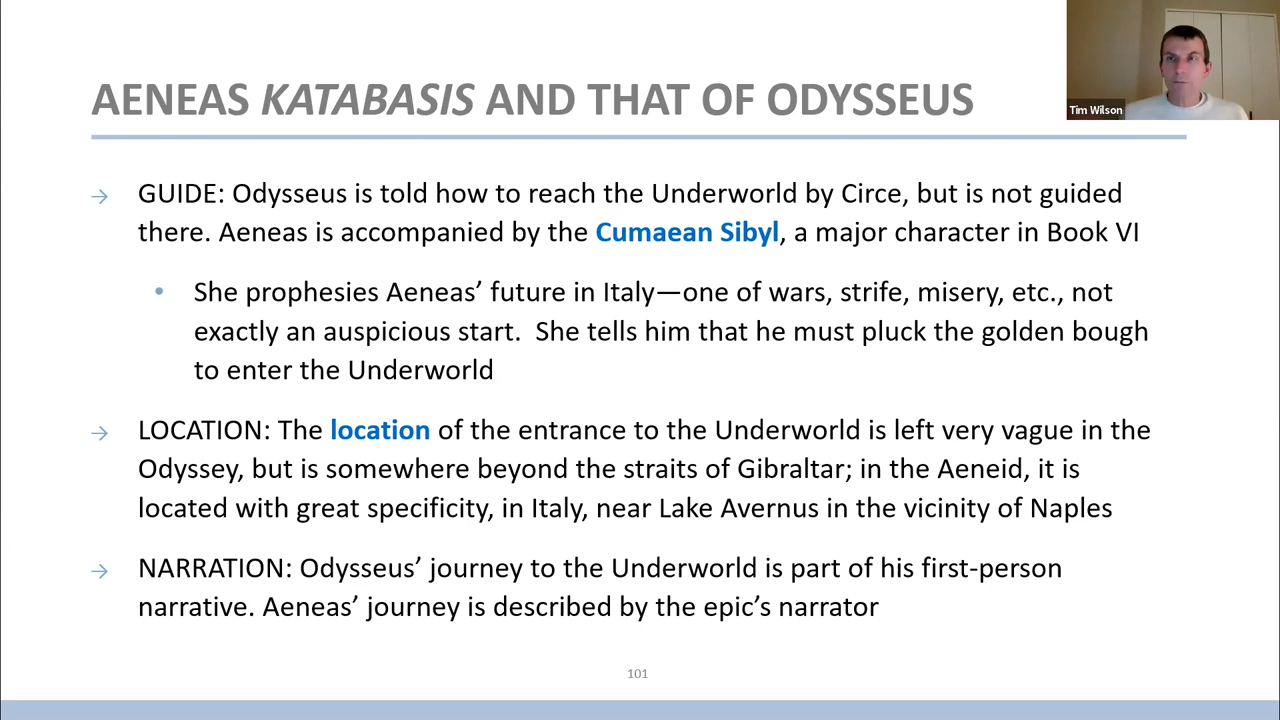 AENEAS KATABASIS AND THAT OF ODYSSEUS
Tim Wilson
→ GUIDE: Odysseus is told how to reach the Underworld by Circe, but is not guided
there. Aeneas is accompanied by the Cumaean Sibyl, a major character in Book VI
• She prophesies Aeneas’ future in Italy—one of wars, strife, misery, etc., not
exactly an auspicious start.  She tells him that he must pluck the golden bough
to enter the Underworld
→ LOCATION: The location of the entrance to the Underworld is left very vague in the
Odyssey, but is somewhere beyond the straits of Gibraltar; in the Aeneid, it is
located with great specificity, in Italy, near Lake Avernus in the vicinity of Naples
→ NARRATION: Odysseus’ journey to the Underworld is part of his first-person
narrative. Aeneas’ journey is described by the epic’s narrator
101